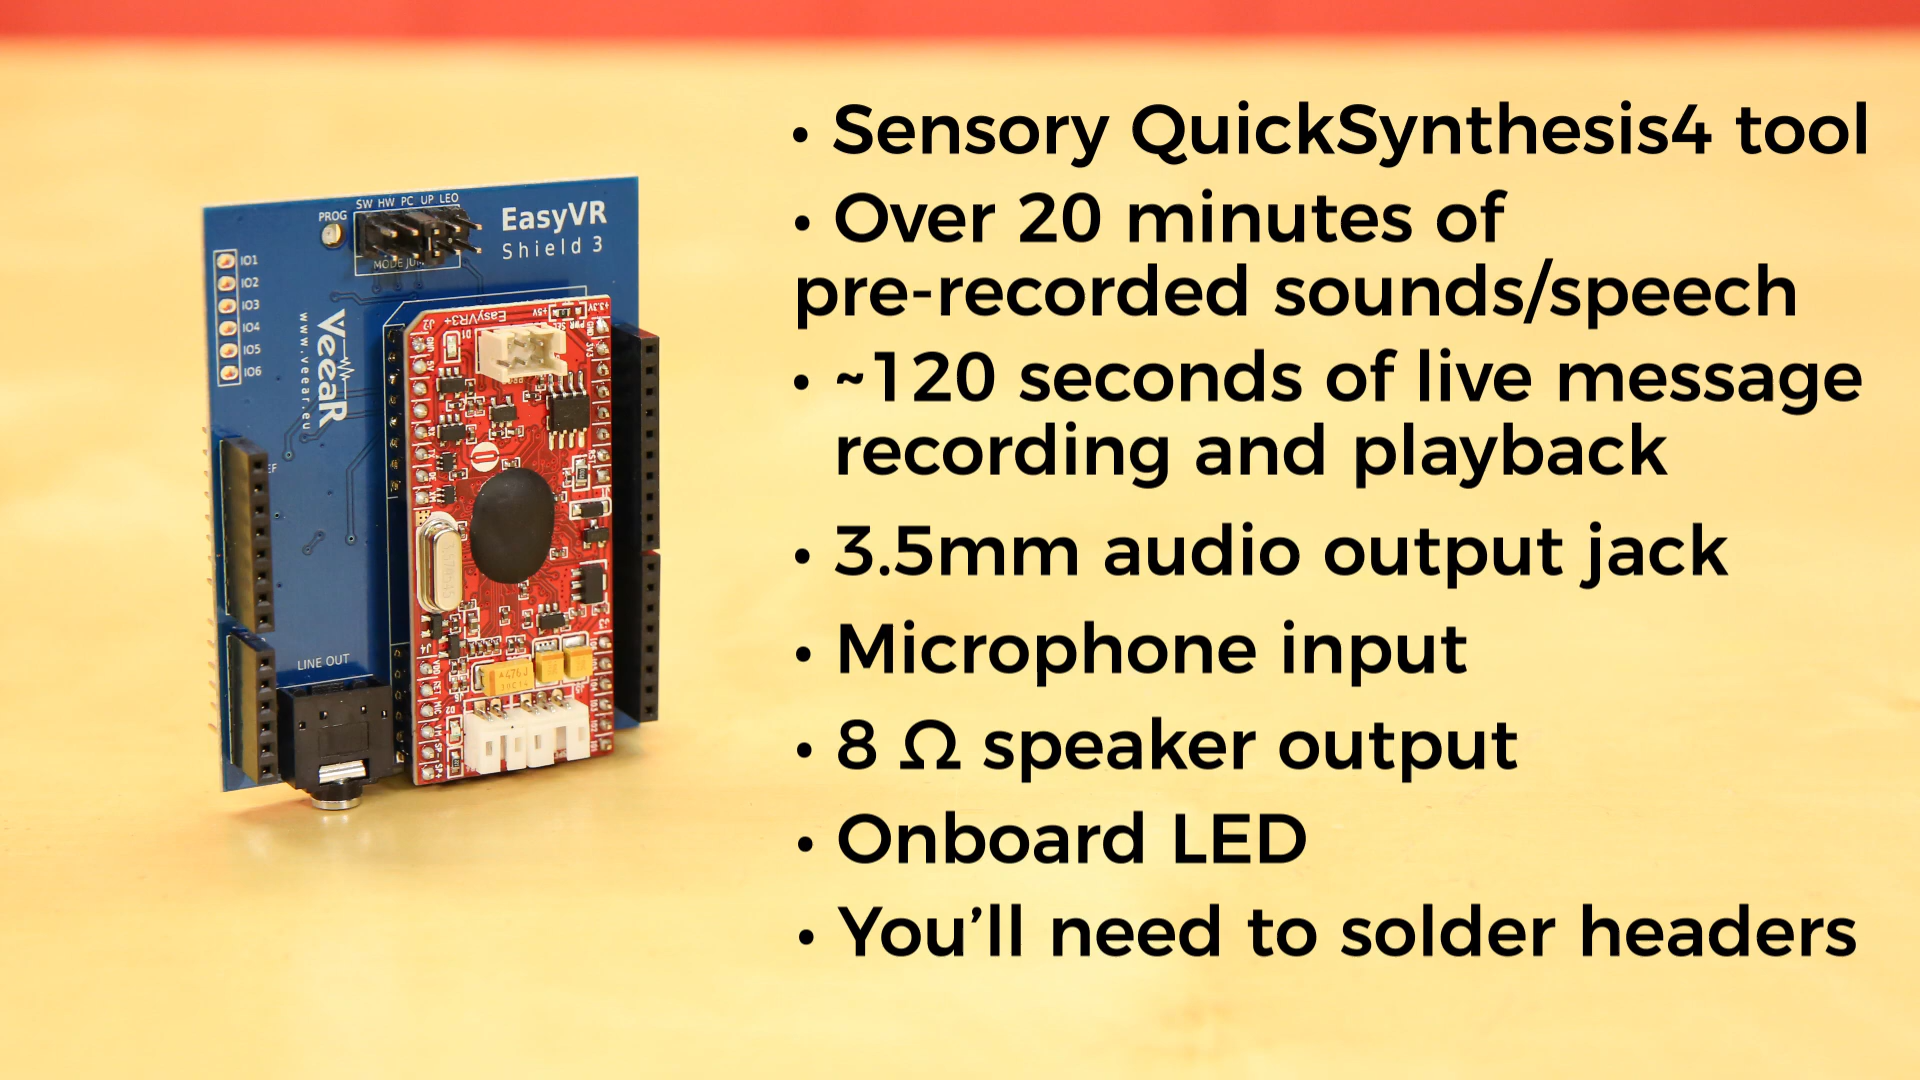 SW HW PC UP LEO
PROG
EasyVR
Shield 3
IO1
IO2
IO3
IO4
IO5
IO6
VeeaR
www.veear.eu
LINE OUT
EasyVR3+
• Sensory QuickSynthesis4 tool
• Over 20 minutes of
pre-recorded sounds/speech
• ~120 seconds of live message
recording and playback
• 3.5mm audio output jack
• Microphone input
• 8 Ω speaker output
• Onboard LED
• You’ll need to solder headers